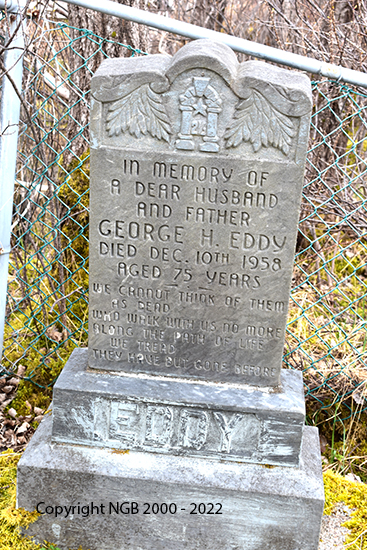 IN MEMORY OF
A DEAR HUSBAND
AND FATHER
GEORGE H. EDDY
DIED DEC. 10TH 1958
AGED 75 YEARS
WE CANNOT THINK OF THEM
AS DEAD
WHO WALK WITH US NO MORE
ALONG THE PATH OF LIFE
WE TREAD
THEY HAVE BUT GONE BEFORE
EDDY
Copyright NGB 2000 - 2022